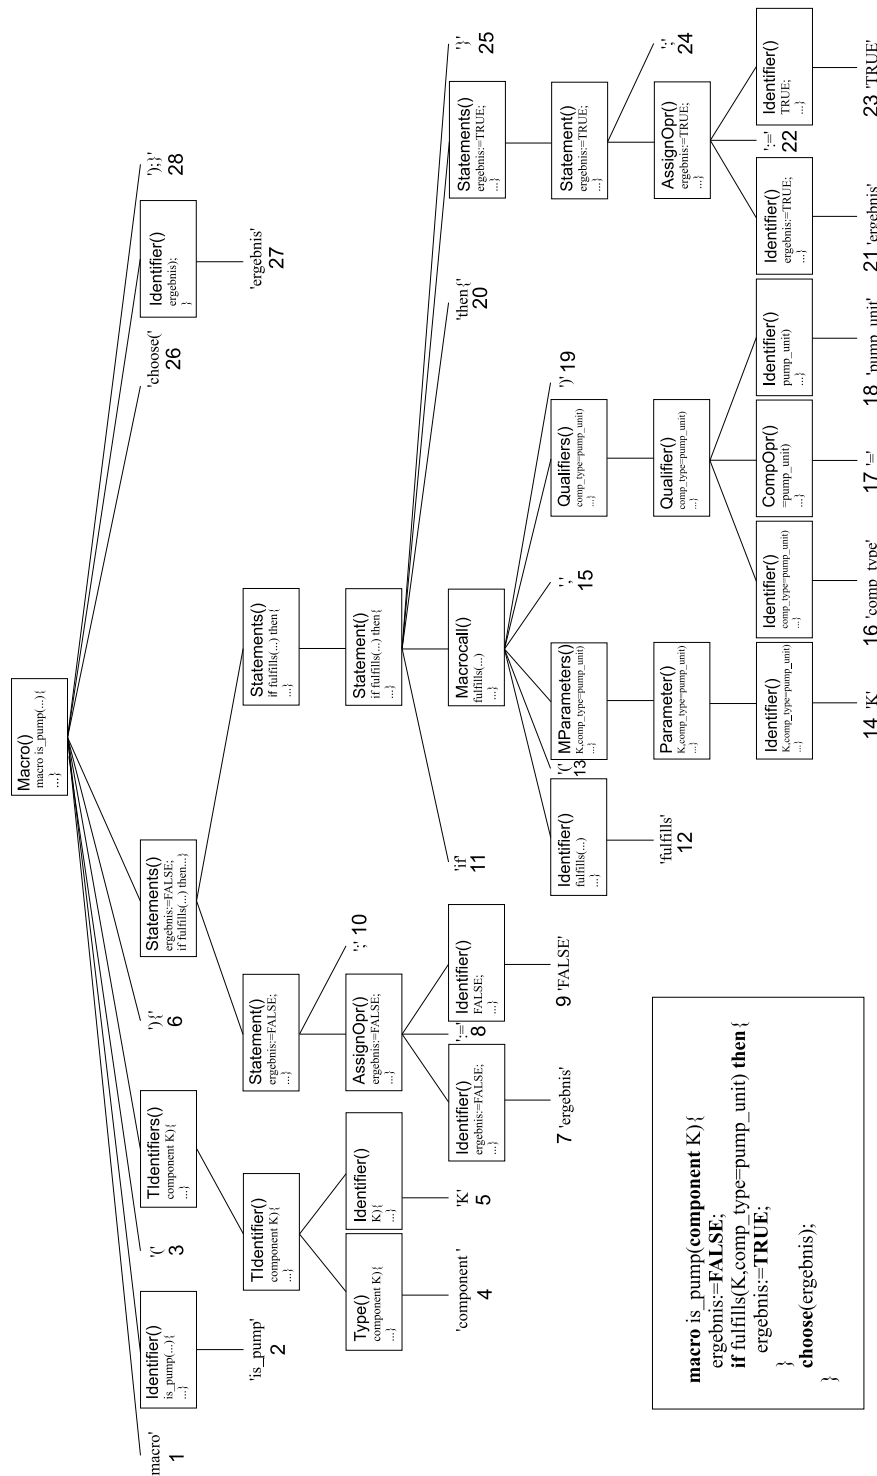 Macro()
macro is_pump(...){
...}
macro'
1
Identifier()
is_pump(...){
...}
'('
3
TIdentifiers()
component K){
...}
'){'
6
Statements()
ergebnis:=FALSE;
if fulfills(...) then...}
'choose('
26
Identifier()
ergebnis);
}
');}'
28
'is_pump'
2
TIdentifier()
component K){
...}
Statement()
ergebnis:=FALSE;
...}
Statements()
if fulfills(...) then{
...}
'ergebnis'
27
Type()
component K){
...}
Identifier()
K){
...}
AssignOpr()
ergebnis:=FALSE;
...}
';' 10
Statement()
if fulfills(...) then{
...}
'component '
4
'K'
5
Identifier()
ergebnis:=FALSE;
...}
':='
8
Identifier()
FALSE;
...}
'if'
11
Macrocall()
fulfills(...)
...}
'then{'
20
Statements()
ergebnis:=TRUE;
...}
'}'
25
7 'ergebnis'
9 'FALSE'
Identifier()
fulfills(...)
...}
'('
13
MParameters()
K,comp_type=pump_unit)
...}
','
15
Qualifiers()
comp_type=pump_unit)
...}
')' 19
Statement()
ergebnis:=TRUE;
...}
'fulfills'
12
Parameter()
K,comp_type=pump_unit)
...}
Qualifier()
comp_type=pump_unit)
...}
AssignOpr()
ergebnis:=TRUE;
...}
';'
24
Identifier()
K,comp_type=pump_unit)
...}
Identifier()
comp_type=pump_unit)
...}
CompOpr()
=pump_unit)
...}
Identifier()
pump_unit)
...}
Identifier()
ergebnis:=TRUE;
...}
':='
22
Identifier()
TRUE;
...}
14 'K'
16 'comp_type'
17 '='
18 'pump_unit'
21 'ergebnis'
23 'TRUE'
macro is_pump(component K){
ergebnis:=FALSE;
if fulfills(K,comp_type=pump_unit) then{
ergebnis:=TRUE;
}
choose(ergebnis);
}